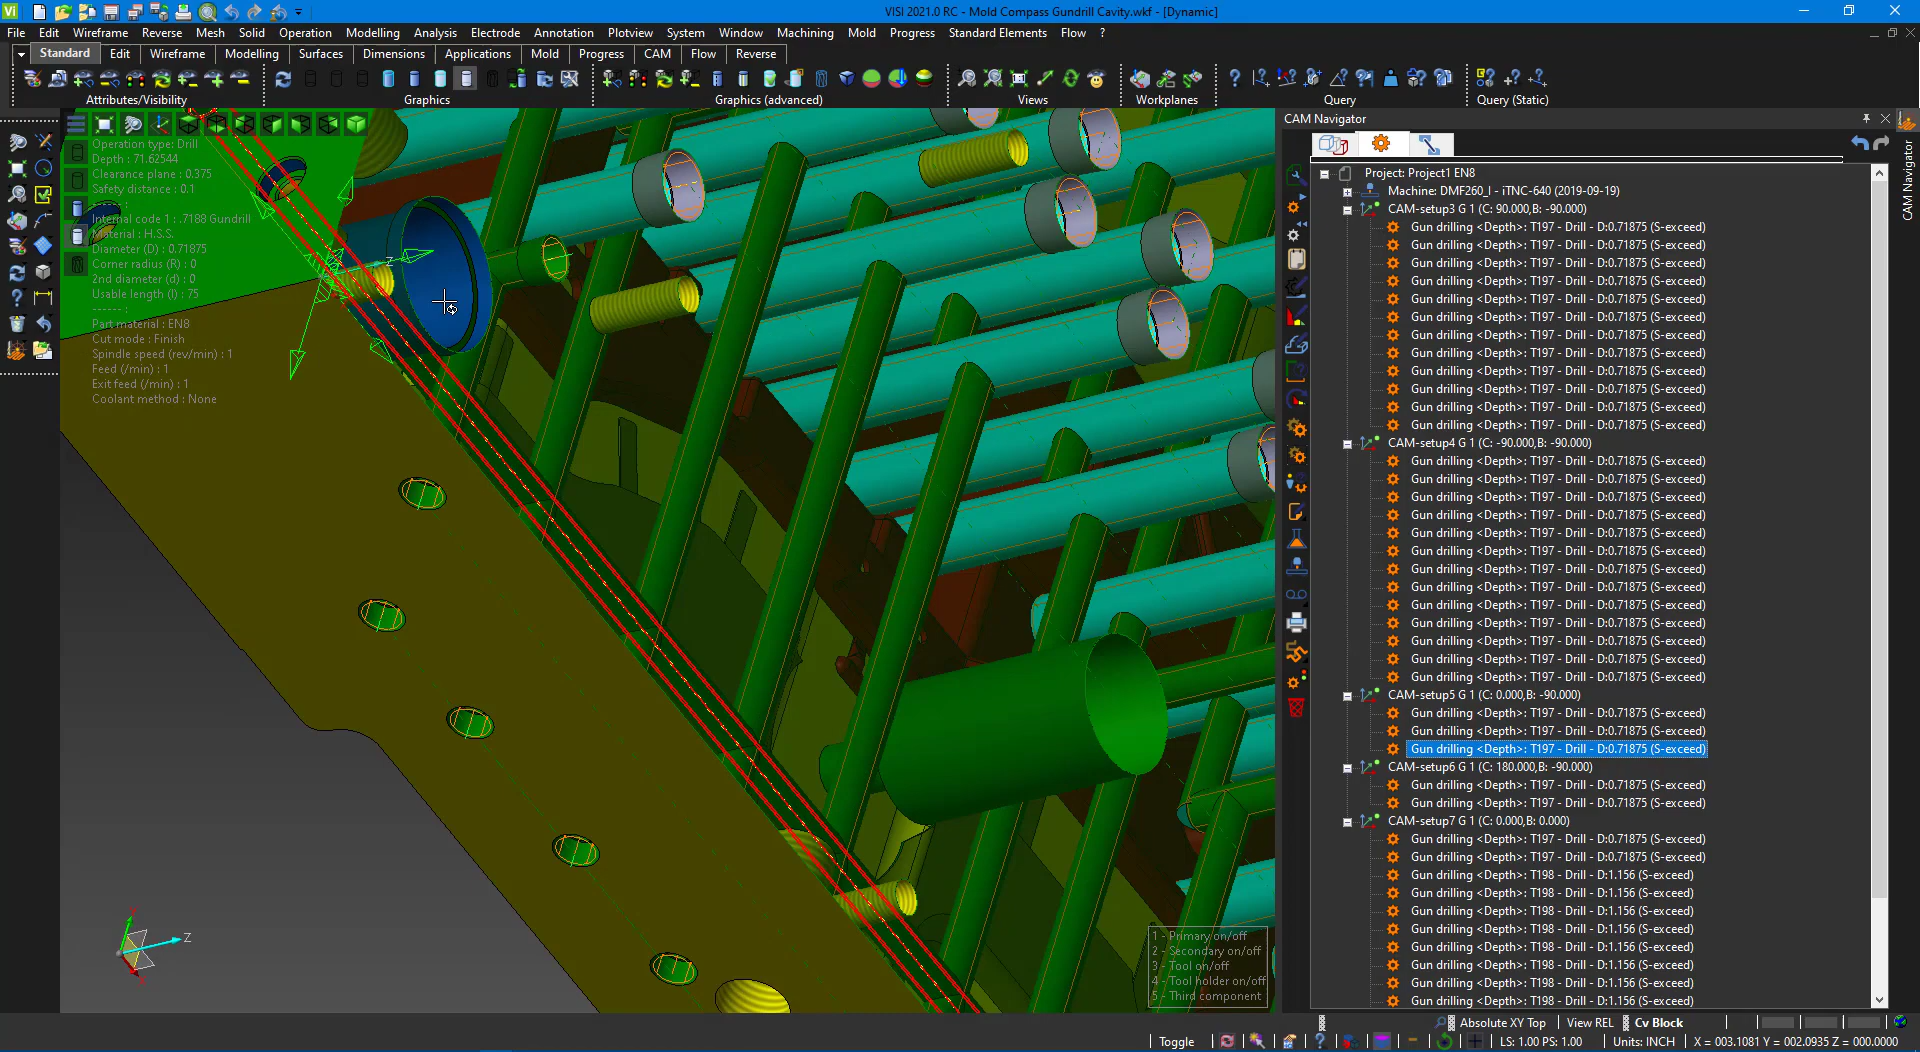 VISI 2021.0 RC - Mold Compass Gundrill Cavity.wkf - [Dynamic]
File Edit Wireframe Reverse Mesh Solid Operation Modelling Analysis Electrode Annotation Plotview System Window Machining Mold Progress Standard Elements Flow ?
Standard Edit Wireframe Modelling Surfaces Dimensions Applications Mold Progress CAM Flow Reverse
Attributes/Visibility Graphics Graphics (advanced) Views Workplanes Query Query (Static)
Operation type: Drill
Depth : 71.62544
Clearance plane : 0.375
Safety distance : 0.1
------ :
Internal code 1 : .7188 Gundrill
Material : H.S.S.
Diameter (D) : 0.71875
Corner radius (R) : 0
2nd diameter (d) : 0
Usable length (l) : 75
------ :
Part material : EN8
Cut mode : Finish
Spindle speed (rev/min) : 1
Feed (/min) : 1
Exit feed (/min) : 1
Coolant method : None
Z
Z
1 - Primary on/off
2 - Secondary on/off
3 - Tool on/off
4 - Tool holder on/off
5 - Third component
CAM Navigator
CAM Navigator
Project: Project1 EN8
Machine: DMF260_I - iTNC-640 (2019-09-19)
CAM-setup3 G 1 (C: 90.000,B: -90.000)
Gun drilling <Depth>: T197 - Drill - D:0.71875 (S-exceed)
Gun drilling <Depth>: T197 - Drill - D:0.71875 (S-exceed)
Gun drilling <Depth>: T197 - Drill - D:0.71875 (S-exceed)
Gun drilling <Depth>: T197 - Drill - D:0.71875 (S-exceed)
Gun drilling <Depth>: T197 - Drill - D:0.71875 (S-exceed)
Gun drilling <Depth>: T197 - Drill - D:0.71875 (S-exceed)
Gun drilling <Depth>: T197 - Drill - D:0.71875 (S-exceed)
Gun drilling <Depth>: T197 - Drill - D:0.71875 (S-exceed)
Gun drilling <Depth>: T197 - Drill - D:0.71875 (S-exceed)
Gun drilling <Depth>: T197 - Drill - D:0.71875 (S-exceed)
Gun drilling <Depth>: T197 - Drill - D:0.71875 (S-exceed)
Gun drilling <Depth>: T197 - Drill - D:0.71875 (S-exceed)
CAM-setup4 G 1 (C: -90.000,B: -90.000)
Gun drilling <Depth>: T197 - Drill - D:0.71875 (S-exceed)
Gun drilling <Depth>: T197 - Drill - D:0.71875 (S-exceed)
Gun drilling <Depth>: T197 - Drill - D:0.71875 (S-exceed)
Gun drilling <Depth>: T197 - Drill - D:0.71875 (S-exceed)
Gun drilling <Depth>: T197 - Drill - D:0.71875 (S-exceed)
Gun drilling <Depth>: T197 - Drill - D:0.71875 (S-exceed)
Gun drilling <Depth>: T197 - Drill - D:0.71875 (S-exceed)
Gun drilling <Depth>: T197 - Drill - D:0.71875 (S-exceed)
Gun drilling <Depth>: T197 - Drill - D:0.71875 (S-exceed)
Gun drilling <Depth>: T197 - Drill - D:0.71875 (S-exceed)
Gun drilling <Depth>: T197 - Drill - D:0.71875 (S-exceed)
Gun drilling <Depth>: T197 - Drill - D:0.71875 (S-exceed)
Gun drilling <Depth>: T197 - Drill - D:0.71875 (S-exceed)
CAM-setup5 G 1 (C: 0.000,B: -90.000)
Gun drilling <Depth>: T197 - Drill - D:0.71875 (S-exceed)
Gun drilling <Depth>: T197 - Drill - D:0.71875 (S-exceed)
Gun drilling <Depth>: T197 - Drill - D:0.71875 (S-exceed)
CAM-setup6 G 1 (C: 180.000,B: -90.000)
Gun drilling <Depth>: T197 - Drill - D:0.71875 (S-exceed)
Gun drilling <Depth>: T197 - Drill - D:0.71875 (S-exceed)
CAM-setup7 G 1 (C: 0.000,B: 0.000)
Gun drilling <Depth>: T197 - Drill - D:0.71875 (S-exceed)
Gun drilling <Depth>: T197 - Drill - D:0.71875 (S-exceed)
Gun drilling <Depth>: T198 - Drill - D:1.156 (S-exceed)
Gun drilling <Depth>: T198 - Drill - D:1.156 (S-exceed)
Gun drilling <Depth>: T198 - Drill - D:1.156 (S-exceed)
Gun drilling <Depth>: T198 - Drill - D:1.156 (S-exceed)
Gun drilling <Depth>: T198 - Drill - D:1.156 (S-exceed)
Gun drilling <Depth>: T198 - Drill - D:1.156 (S-exceed)
Gun drilling <Depth>: T198 - Drill - D:1.156 (S-exceed)
Gun drilling <Depth>: T198 - Drill - D:1.156 (S-exceed)
Absolute XY Top View REL Cv Block
Toggle LS: 1.00 PS: 1.00 Units: INCH X = 003.1081 Y = 002.0935 Z = 000.0000